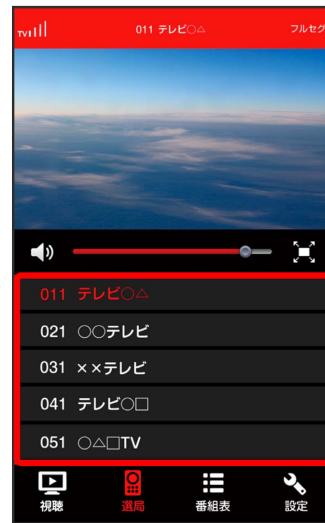 TV 011 テレビ○△ フルセグ
011 テレビ○△
021 ○○テレビ
031 ××テレビ
041 テレビ○□
051 ○△□TV
視聴 選局 番組表 設定